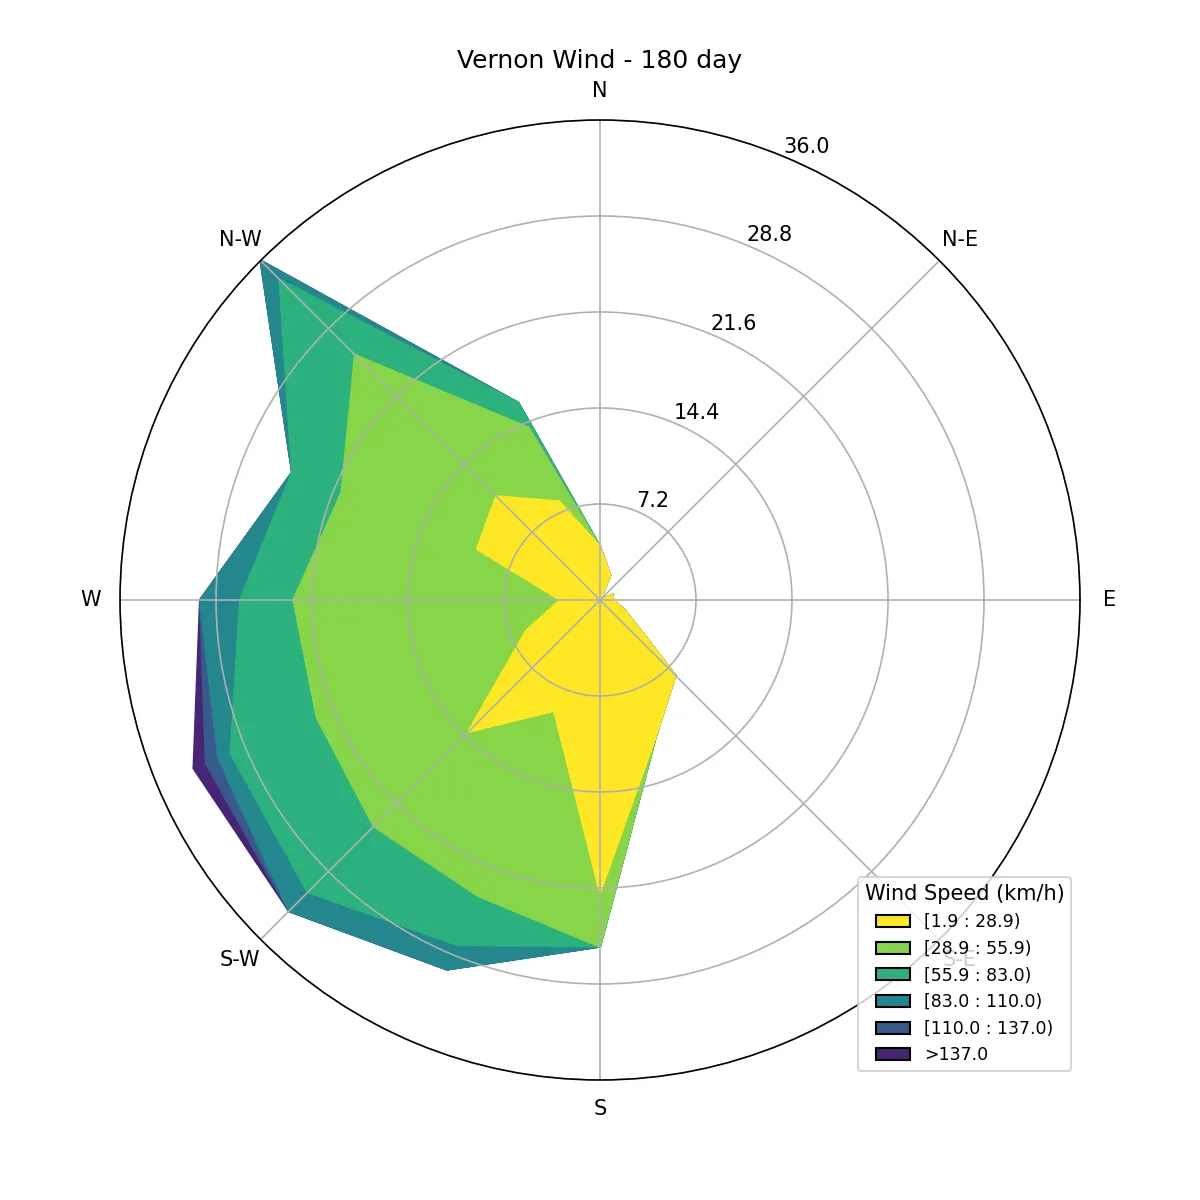 Vernon Wind - 180 day
N
36.0
28.8
N-W
N-E
21.6
14.4
7.2
W
E
Wind Speed (km/h)
[1.9 : 28.9)
[28.9 : 55.9)
S-W
S-E
[55.9 : 83.0)
[83.0 : 110.0)
[110.0 : 137.0)
>137.0
S